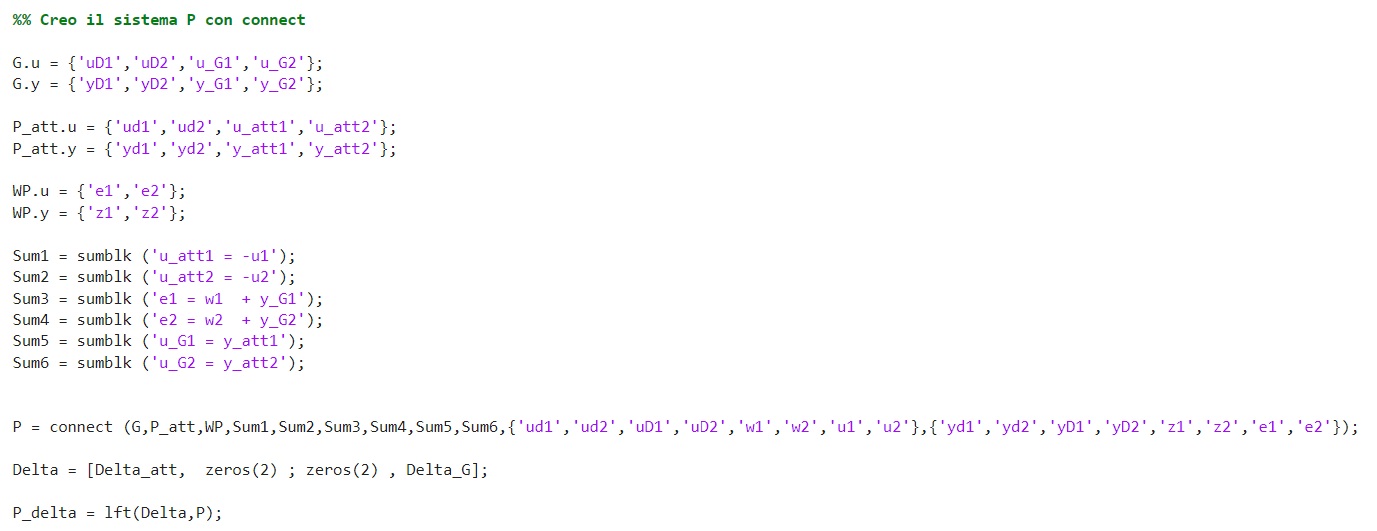 %% Creo il sistema P con connect
G.u = {'uD1','uD2','u_G1','u_G2'};
G.y = {'yD1','yD2','y_G1','y_G2'};
P_att.u = {'ud1','ud2','u_att1','u_att2'};
P_att.y = {'yd1','yd2','y_att1','y_att2'};
WP.u = {'e1','e2'};
WP.y = {'z1','z2'};
Sum1 = sumblk ('u_att1 = -u1');
Sum2 = sumblk ('u_att2 = -u2');
Sum3 = sumblk ('e1 = w1  + y_G1');
Sum4 = sumblk ('e2 = w2  + y_G2');
Sum5 = sumblk ('u_G1 = y_att1');
Sum6 = sumblk ('u_G2 = y_att2');
P = connect (G,P_att,WP,Sum1,Sum2,Sum3,Sum4,Sum5,Sum6,{'ud1','ud2','uD1','uD2','w1','w2','u1','u2'},{'yd1','yd2','yD1','yD2','z1','z2','e1','e2'});
Delta = [Delta_att,  zeros(2) ; zeros(2) , Delta_G];
P_delta = lft(Delta,P);